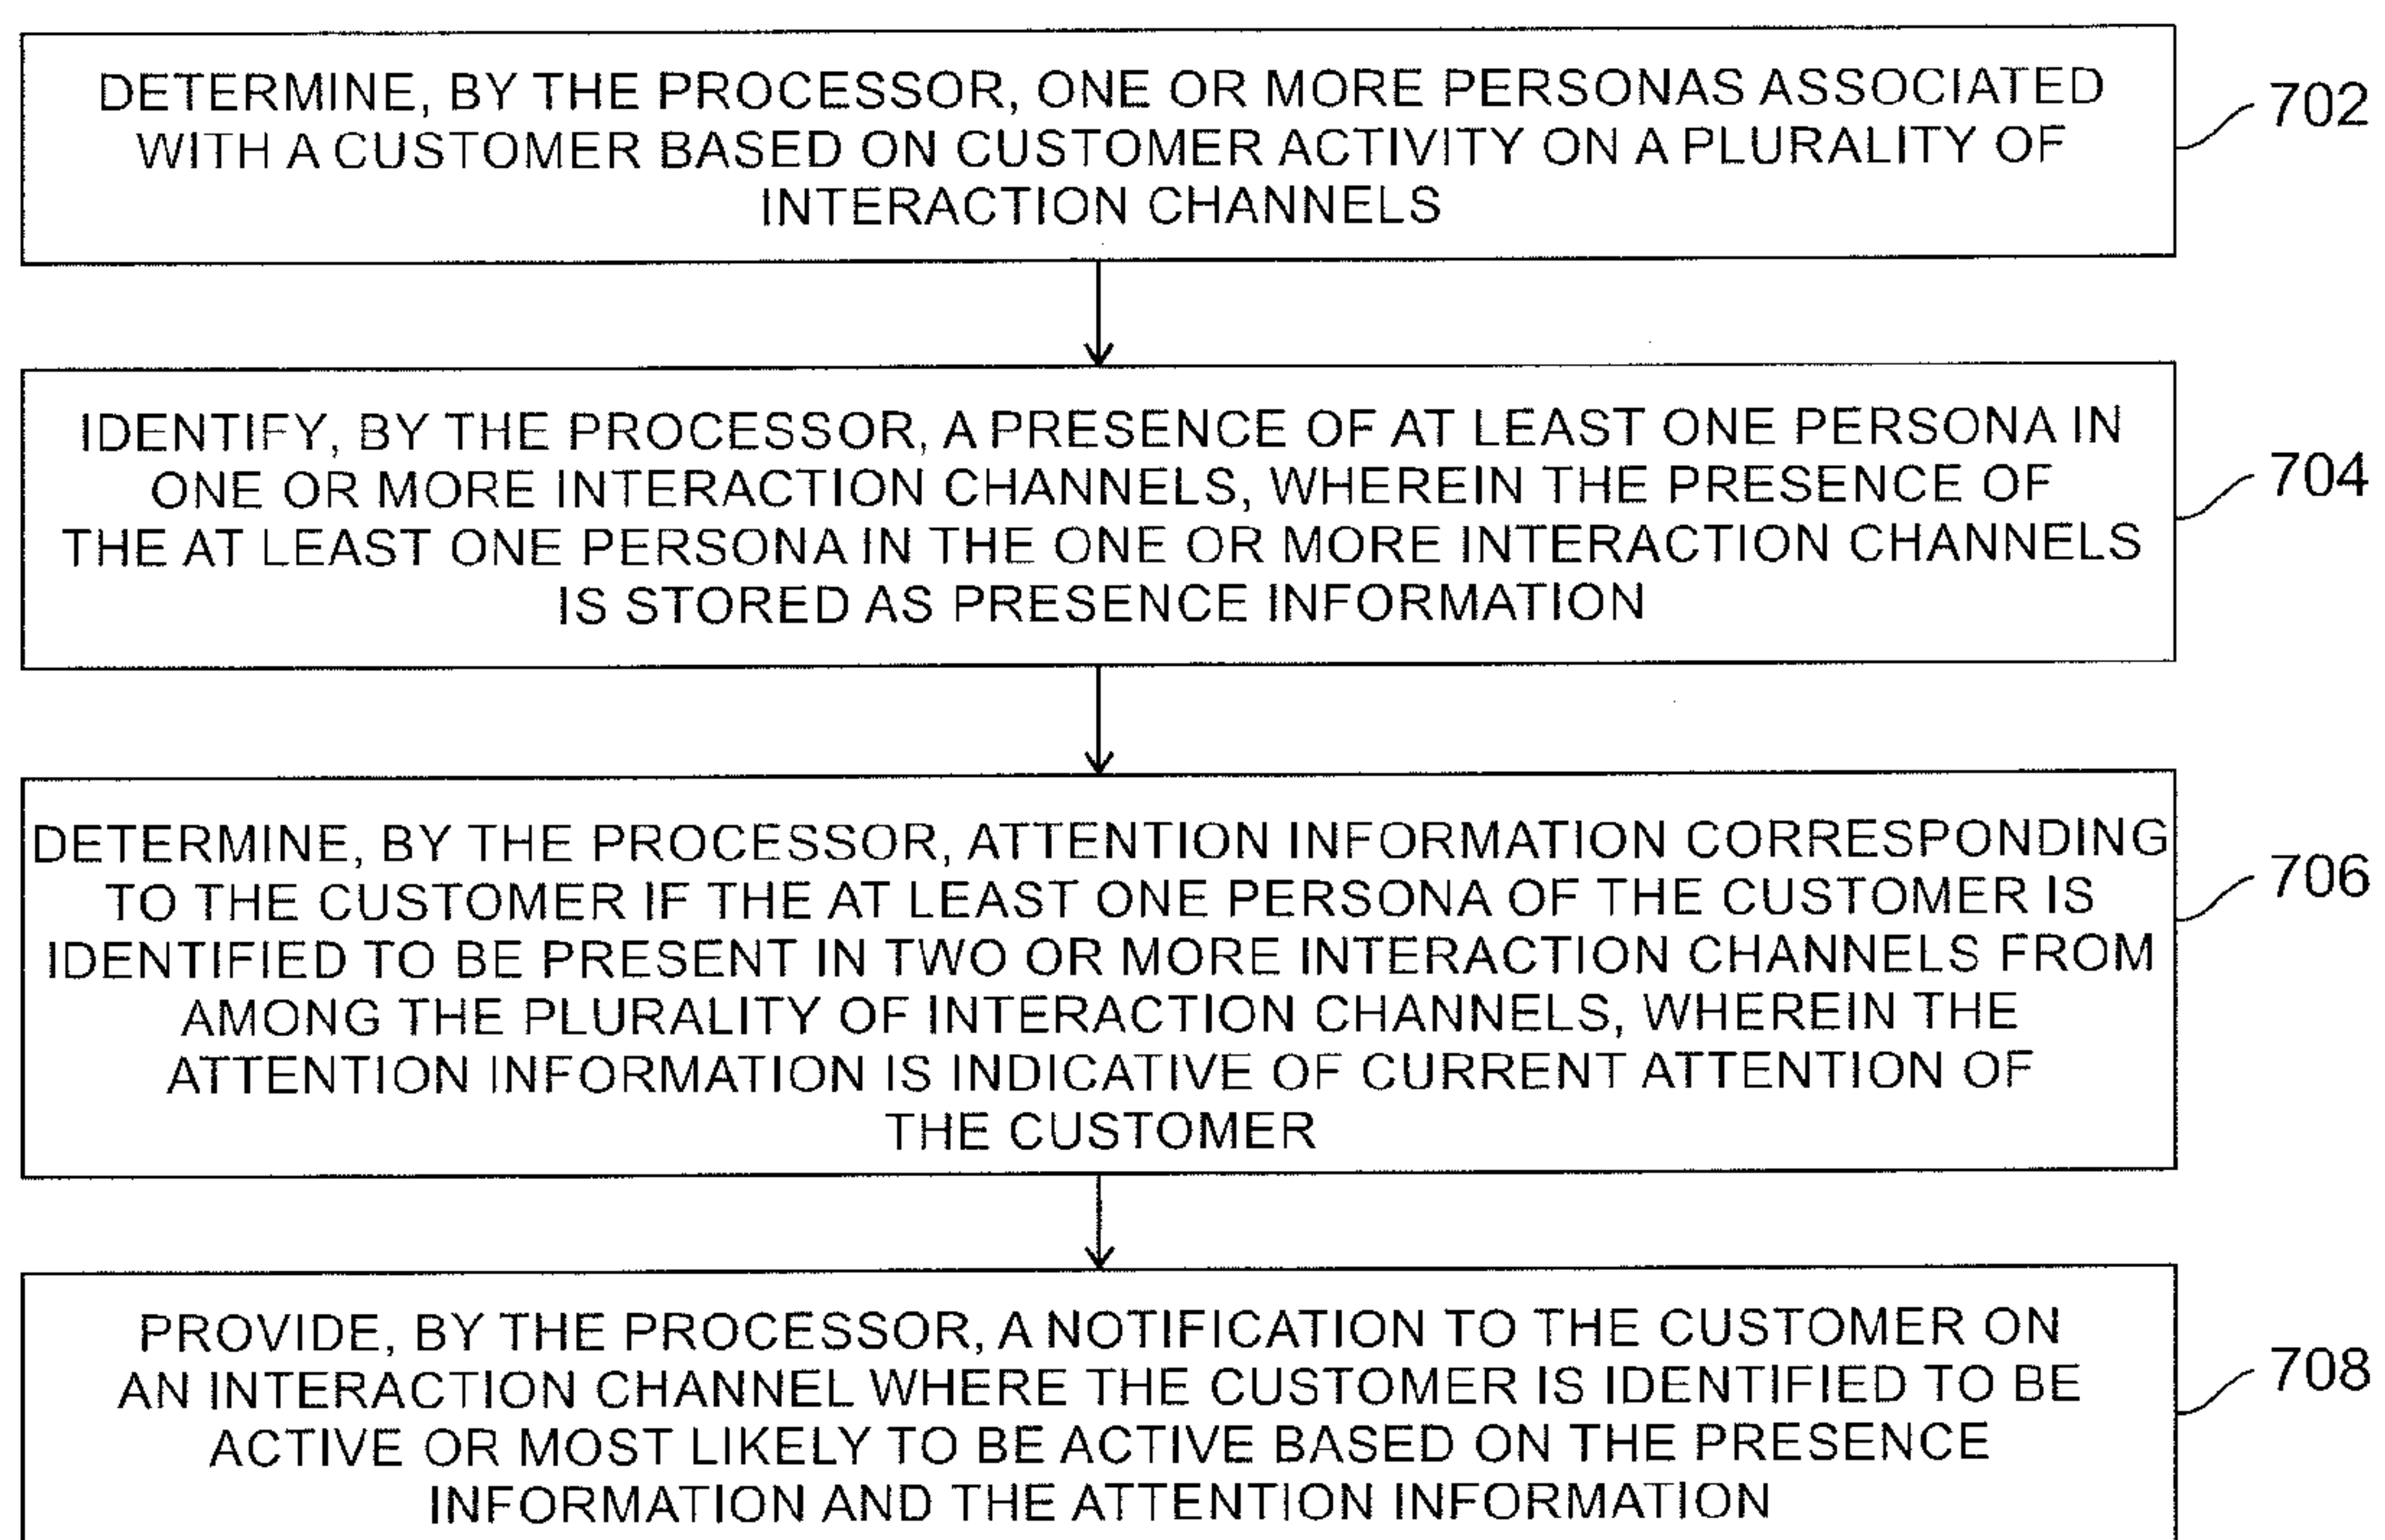 DETERMINE, BY THE PROCESSOR, ONE OR MORE PERSONAS ASSOCIATED
WITH A CUSTOMER BASED ON CUSTOMER ACTIVITY ON A PLURALITY OF
INTERACTION CHANNELS
702
IDENTIFY, BY THE PROCESSOR, A PRESENCE OF AT LEAST ONE PERSONA IN
ONE OR MORE INTERACTION CHANNELS, WHEREIN THE PRESENCE OF
THE AT LEAST ONE PERSONA IN THE ONE OR MORE INTERACTION CHANNELS
IS STORED AS PRESENCE INFORMATION
704
DETERMINE, BY THE PROCESSOR, ATTENTION INFORMATION CORRESPONDING
TO THE CUSTOMER IF THE AT LEAST ONE PERSONA OF THE CUSTOMER IS
IDENTIFIED TO BE PRESENT IN TWO OR MORE INTERACTION CHANNELS FROM
AMONG THE PLURALITY OF INTERACTION CHANNELS, WHEREIN THE
ATTENTION INFORMATION IS INDICATIVE OF CURRENT ATTENTION OF
THE CUSTOMER
706
PROVIDE, BY THE PROCESSOR, A NOTIFICATION TO THE CUSTOMER ON
AN INTERACTION CHANNEL WHERE THE CUSTOMER IS IDENTIFIED TO BE
ACTIVE OR MOST LIKELY TO BE ACTIVE BASED ON THE PRESENCE
INFORMATION AND THE ATTENTION INFORMATION
708